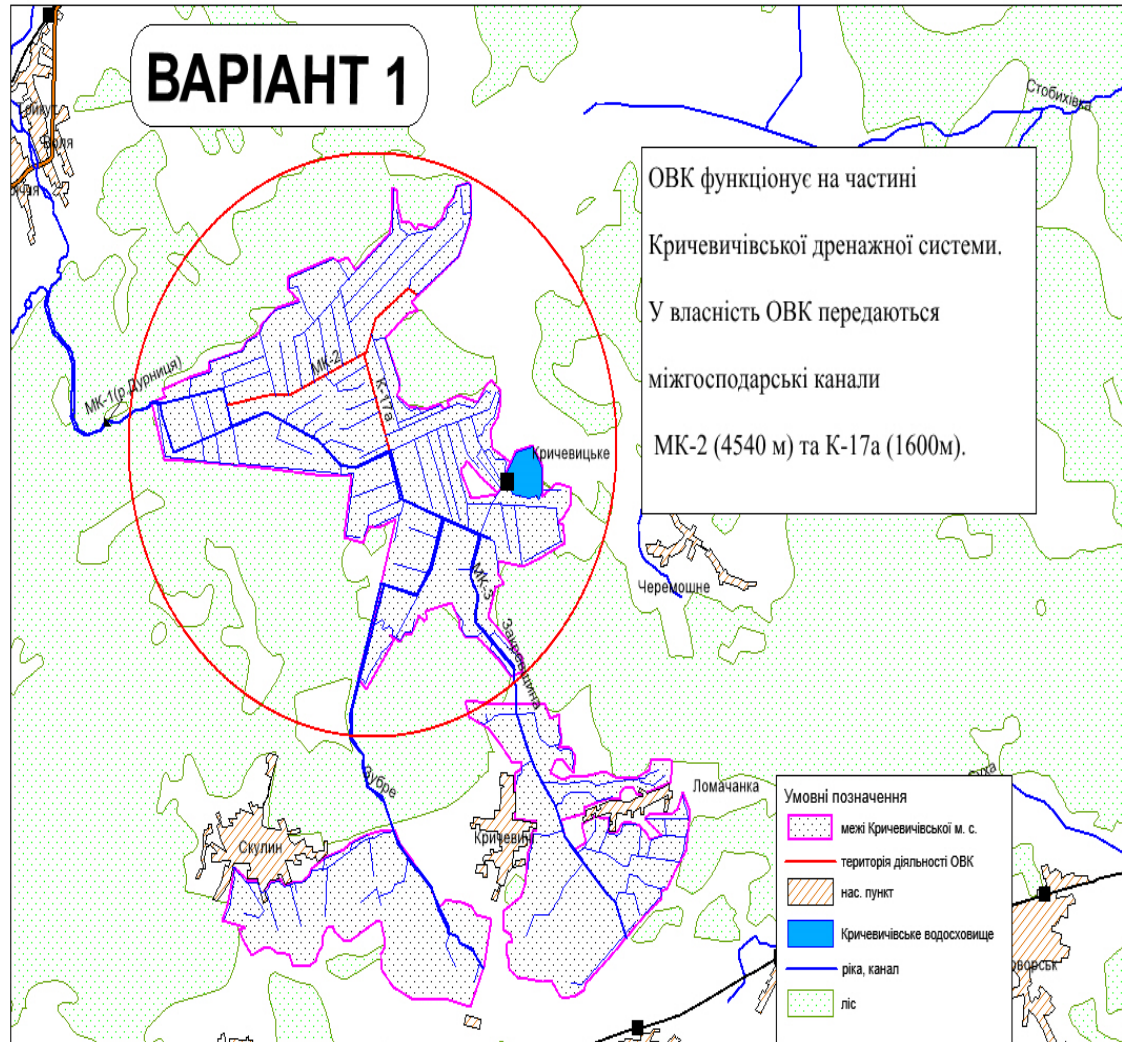 ВАРІАНТ 1
Стобихівка
ОВК функціонує на частині
Кричевичівської дренажної системи.
У власність ОВК передаються
міжгосподарські канали
МК-2 (4540 м) та К-17а (1600м).
МК-1(р.Дурниця)
МК-2
К-17а
Кричевицьке
Черемошне
МК-3
Закревщина
Ломачанка
Скулин
Умовні позначення
межі Кричевичівської м. с.
територія діяльності ОВК
нас. пункт
Кричевичівське водосховище
ріка, канал
ліс